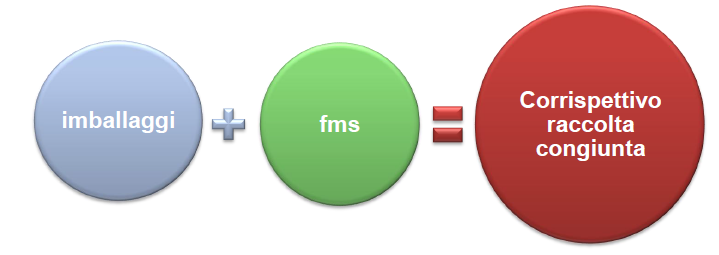 imballaggi
fms
Corrispettivo
raccolta
congiunta